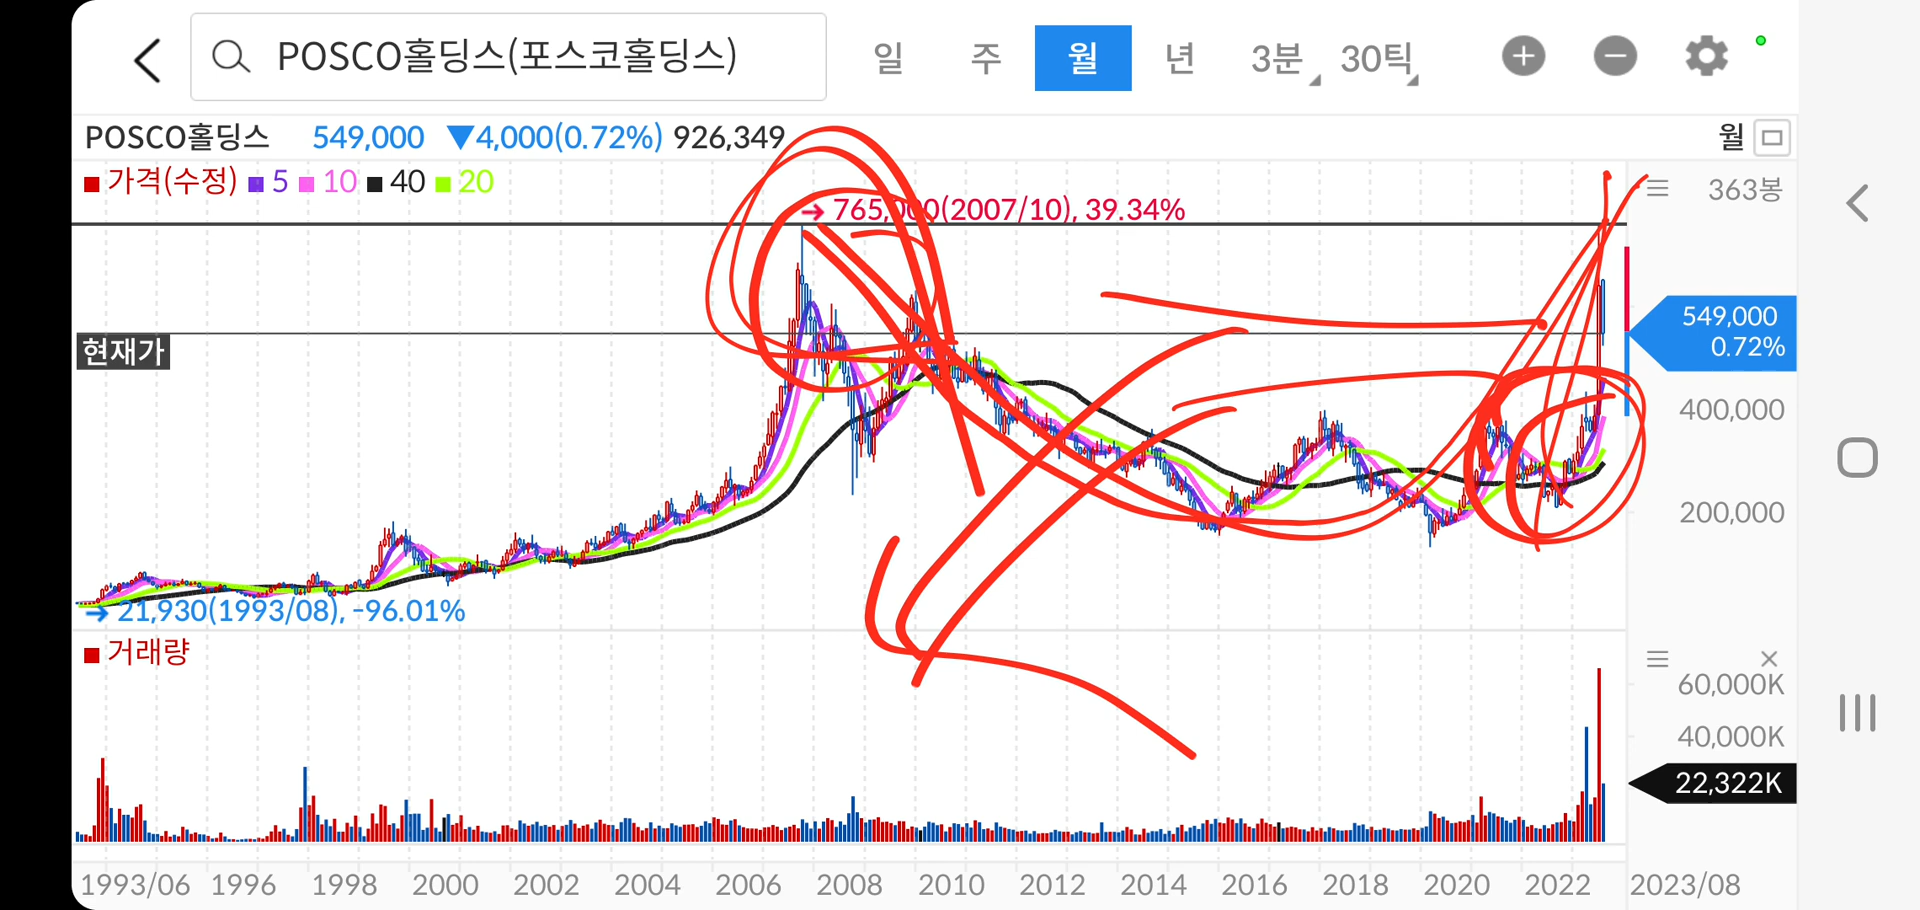 POSCO홀딩스(포스코홀딩스) 일 주 월 년 3분 30틱
POSCO홀딩스 549,000 ▼4,000(0.72%) 926,349 월
가격(수정) 5 10 40 20
→ 765,000(2007/10), 39.34% 363봉
549,000
0.72%
현재가
400,000
200,000
→ 21,930(1993/08), -96.01%
거래량
60,000K
40,000K
22,322K
1993/06 1996 1998 2000 2002 2004 2006 2008 2010 2012 2014 2016 2018 2020 2022 2023/08